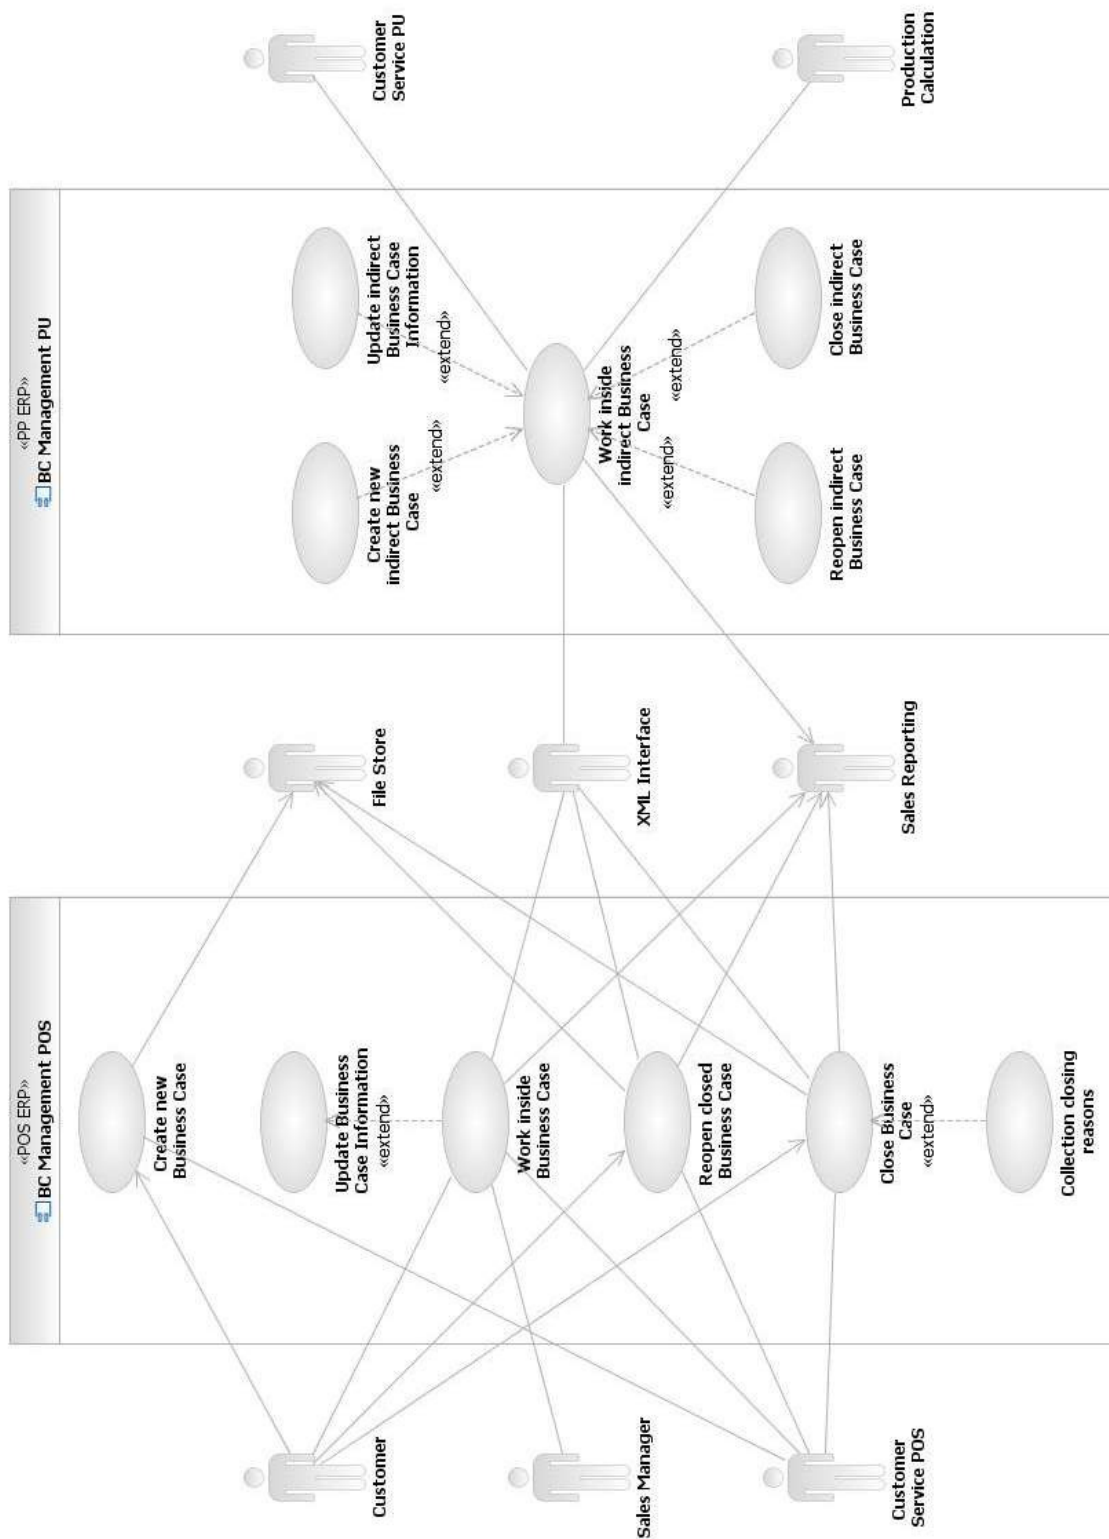 «POS ERP»
BC Management POS
«PP ERP»
BC Management PU
Customer
Sales Manager
Customer
Service POS
Create new
Business Case
Update Business
Case Information
«extend»
Work inside
Business Case
Reopen closed
Business Case
Close Business
Case
«extend»
Collection closing
reasons
File Store
XML Interface
Sales Reporting
Create new
indirect Business
Case
«extend»
Update indirect
Business Case
Information
«extend»
Work inside
indirect Business
Case
«extend»
«extend»
Reopen indirect
Business Case
Close indirect
Business Case
Customer
Service PU
Production
Calculation